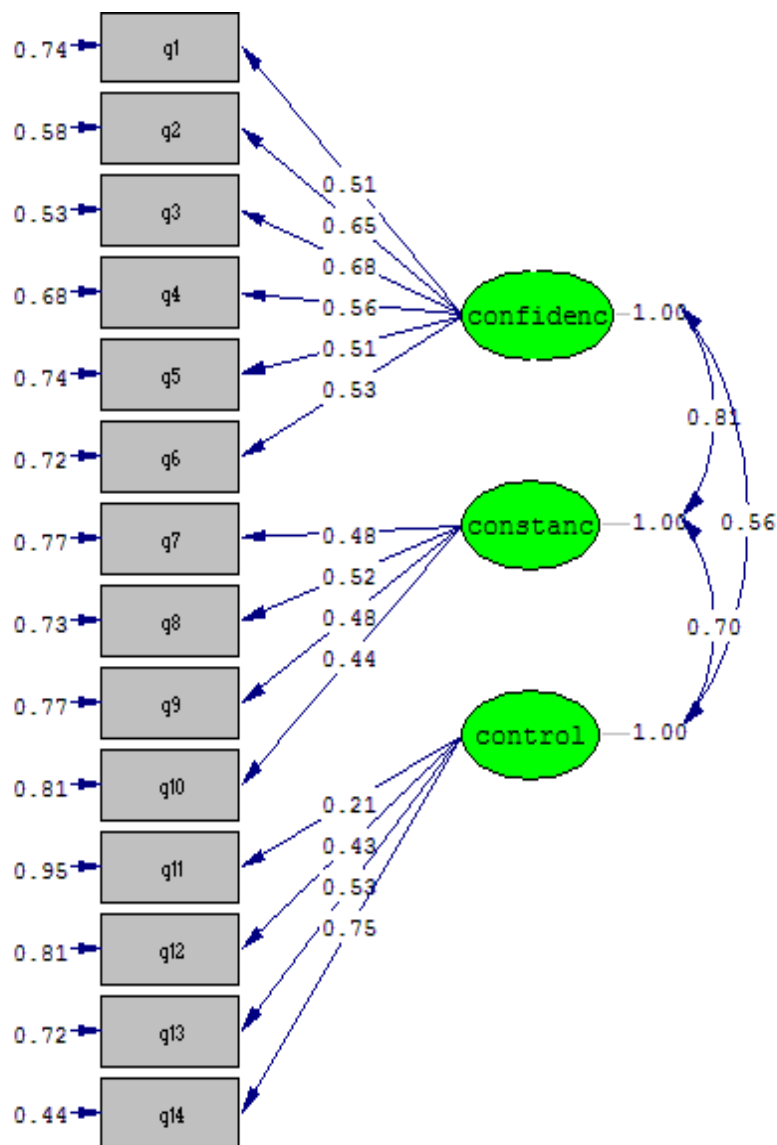 0.74 q1
0.58 q2
0.51
0.65
0.53 q3
0.68
0.68 q4
0.56
confidenc 1.00
0.51
0.74 q5
0.53
0.81
0.72 q6
0.77 q7
0.48
constanc 1.00 0.56
0.52
0.73 q8
0.48
0.70
0.44
0.77 q9
control 1.00
0.81 q10
0.21
0.43
0.95 q11
0.53
0.75
0.81 q12
0.72 q13
0.44 q14